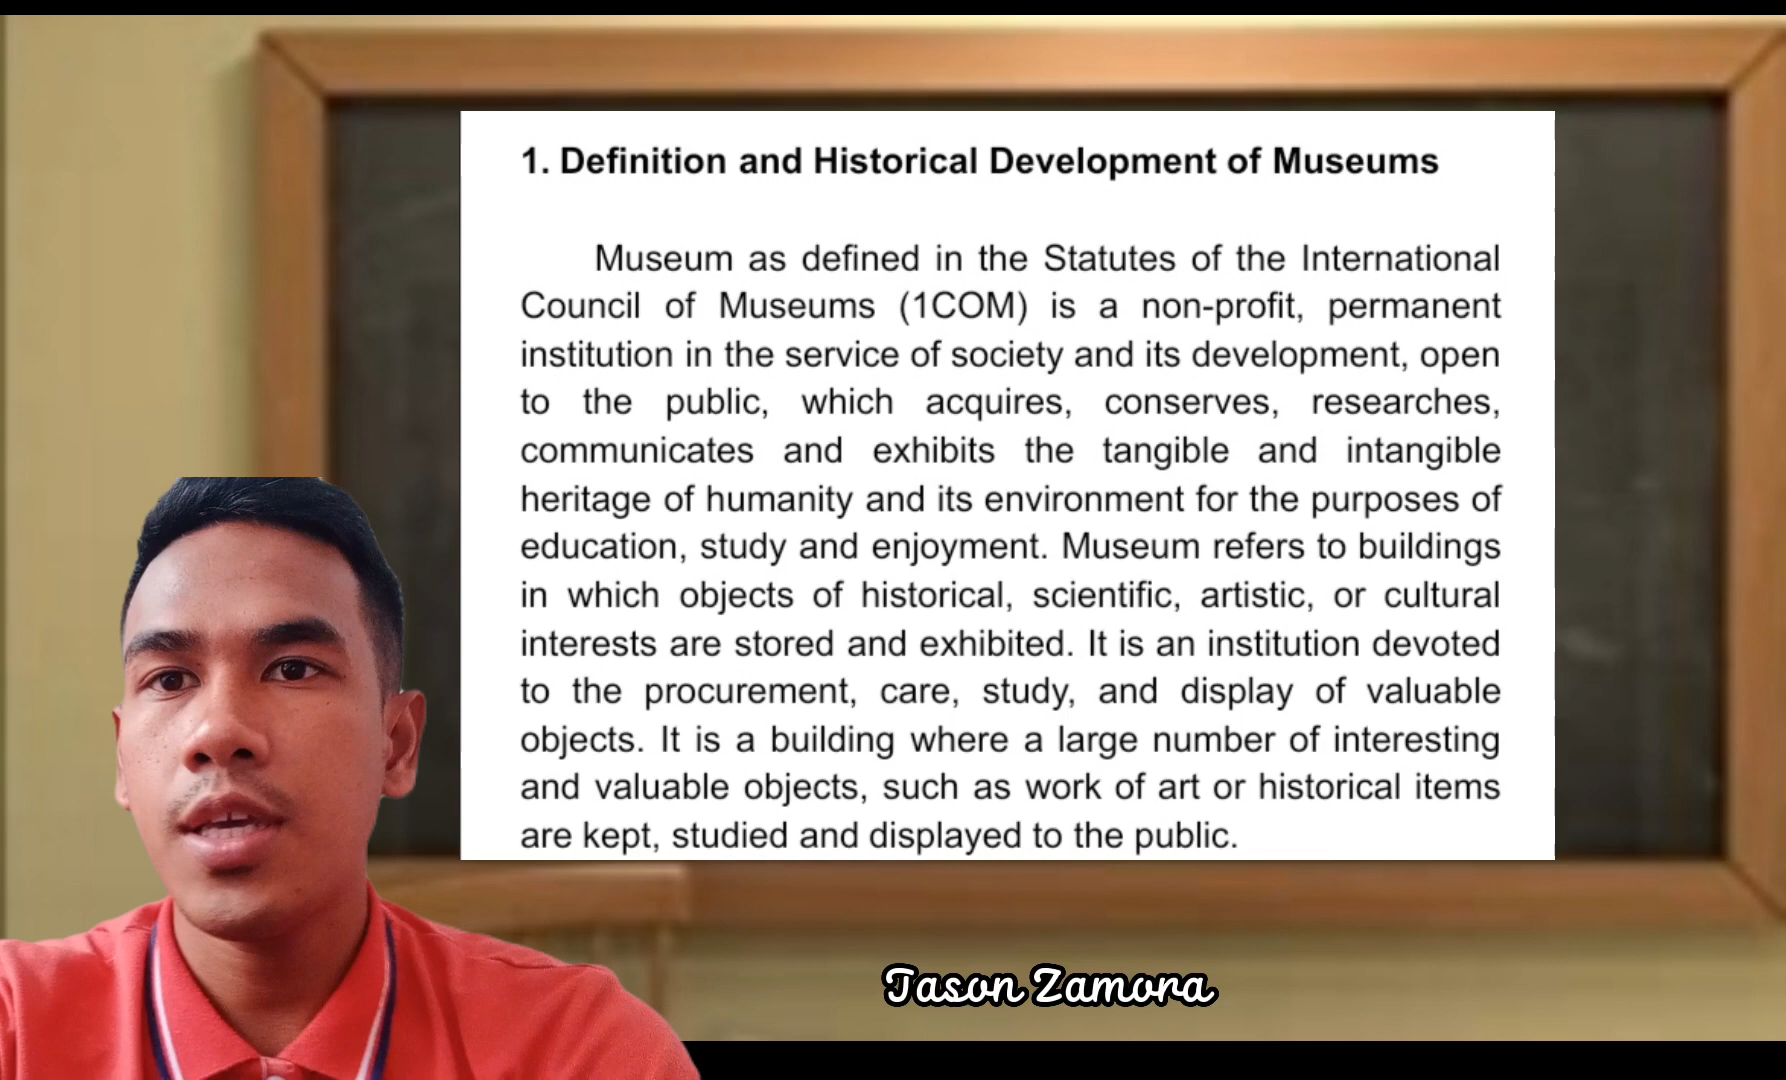 1. Definition and Historical Development of Museums
Museum as defined in the Statutes of the International
Council of Museums (1COM) is a non-profit, permanent
institution in the service of society and its development, open
to the public, which acquires, conserves, researches,
communicates and exhibits the tangible and intangible
heritage of humanity and its environment for the purposes of
education, study and enjoyment. Museum refers to buildings
in which objects of historical, scientific, artistic, or cultural
interests are stored and exhibited. It is an institution devoted
to the procurement, care, study, and display of valuable
objects. It is a building where a large number of interesting
and valuable objects, such as work of art or historical items
are kept, studied and displayed to the public.
Jason Zamora